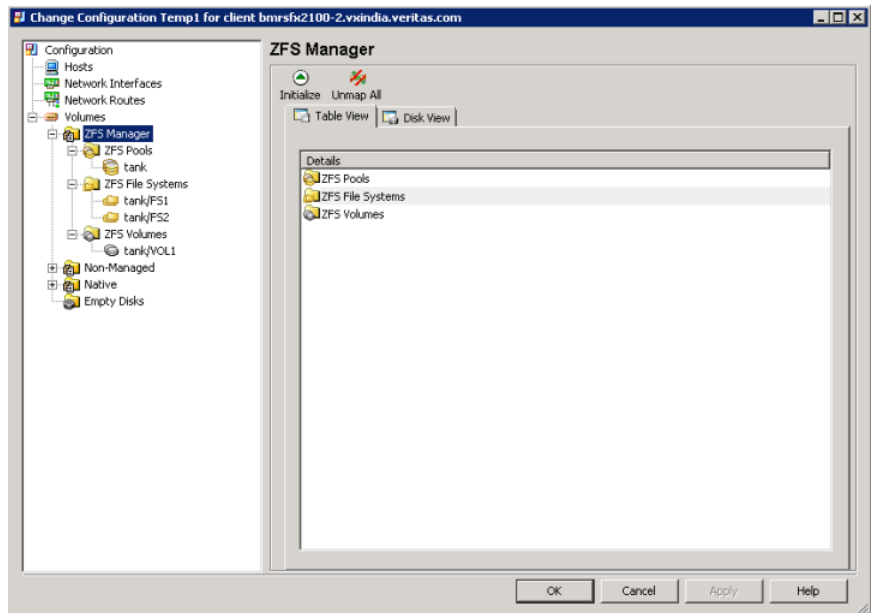 Change Configuration Temp1 for client bmrsfx2100-2.vxindia.veritas.com
Configuration
Hosts
Network Interfaces
Network Routes
Volumes
ZFS Manager
ZFS Pools
tank
ZFS File Systems
tank/FS1
tank/FS2
ZFS Volumes
tank/VOL1
Non-Managed
Native
Empty Disks
ZFS Manager
Initialize Unmap All
Table View Disk View
Details
ZFS Pools
ZFS File Systems
ZFS Volumes
OK Cancel Apply Help